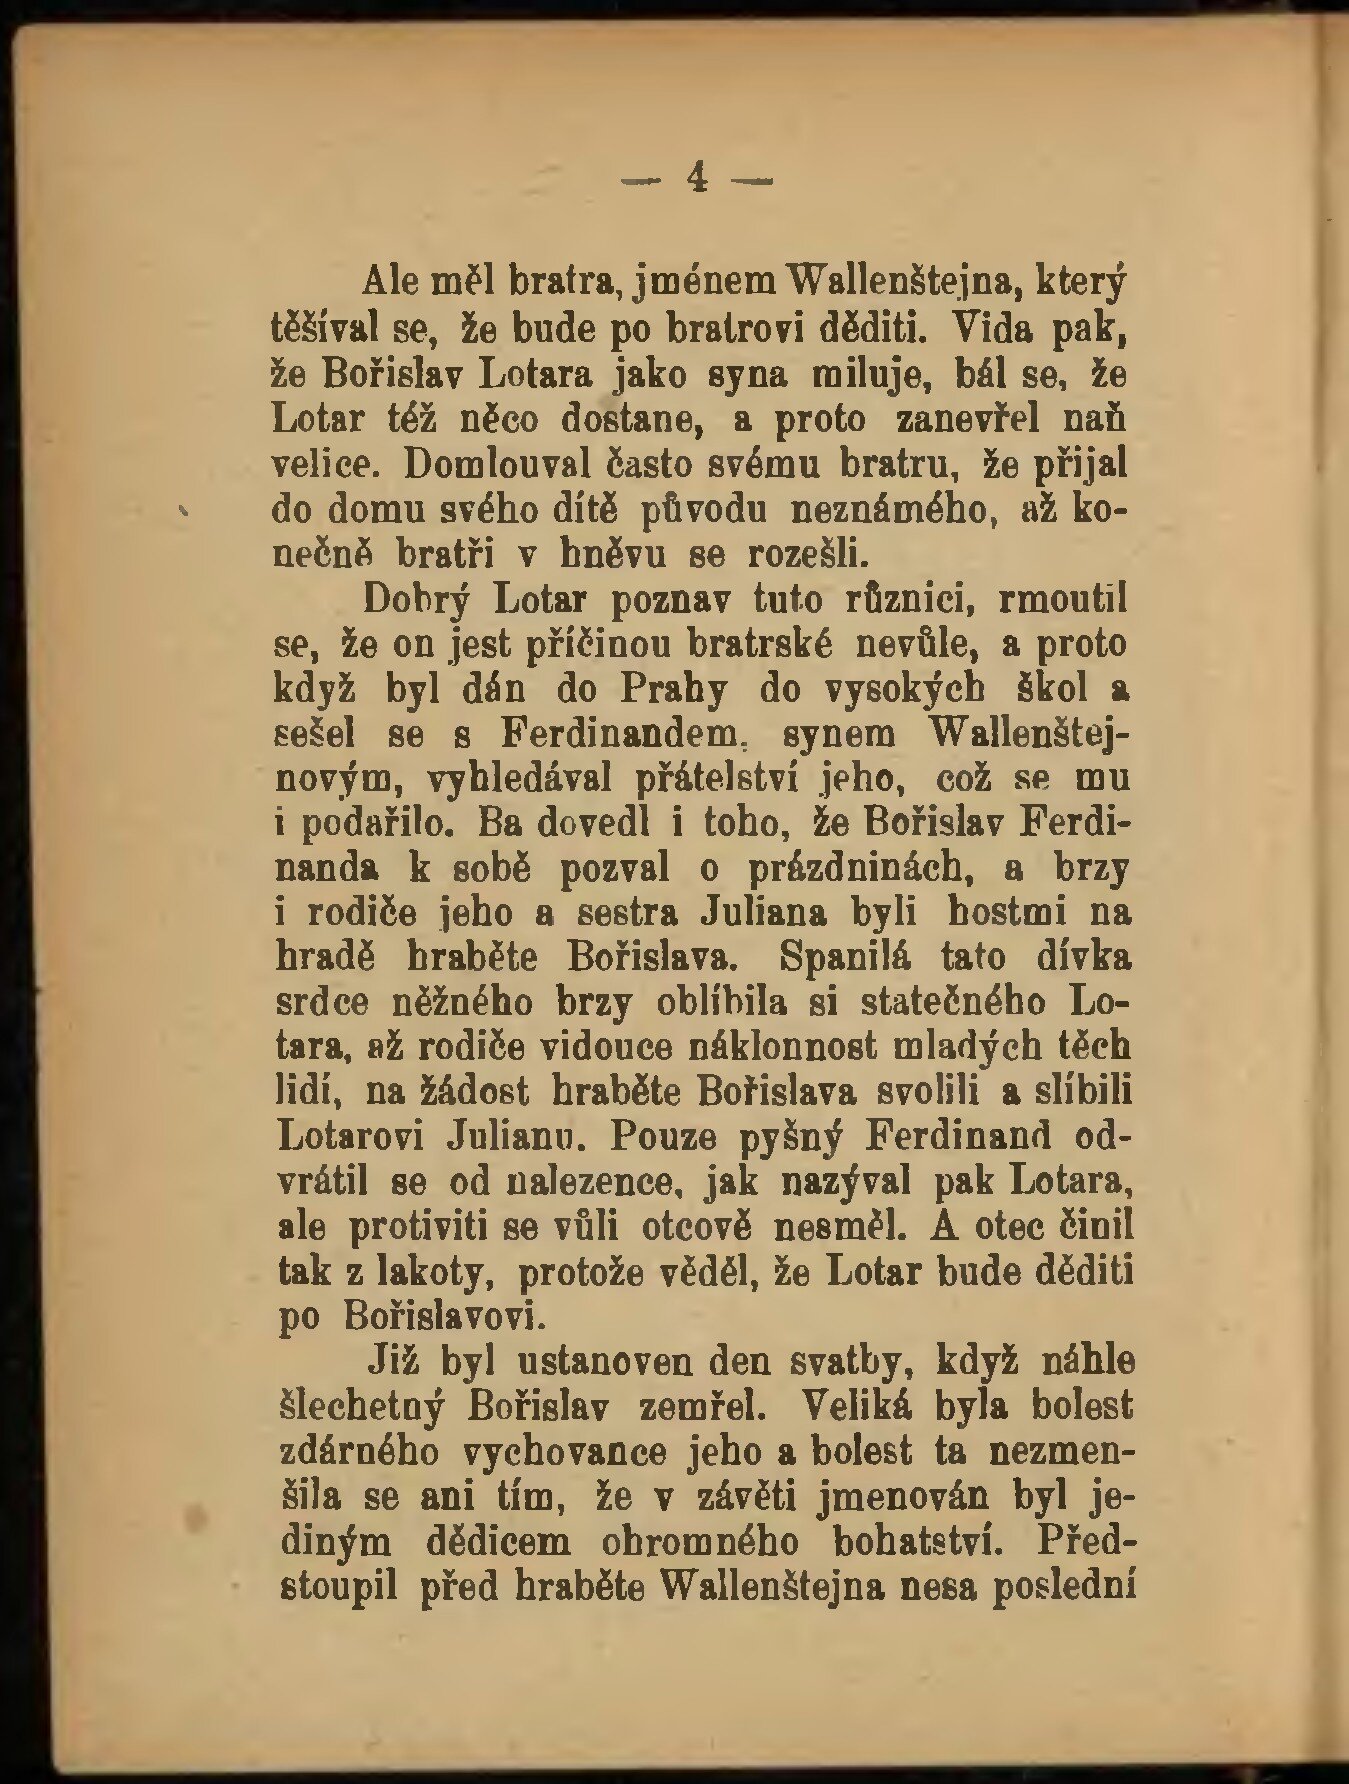 — 4 —
Ale měl bratra, jménem Wallenštejna, který
těšíval se, že bude po bratrovi děditi. Vida pak,
že Bořislav Lotara jako syna miluje, bál se, že
Lotar též něco dostane, a proto zanevřel naň
velice. Domlouval často svému bratru, že přijal
do domu svého dítě původu neznámého, až ko-
nečně bratři v hněvu se rozešli.
Dobrý Lotar poznav tuto různici, rmoutil
se, že on jest příčinou bratrské nevůle, a proto
když byl dán do Prahy do vysokých škol a
sešel se s Ferdinandem, synem Wallenštej-
novým, vyhledával přátelství jeho, což se mu
i podařilo. Ba dovedl i toho, že Bořislav Ferdi-
nanda k sobě pozval o prázdninách, a brzy
i rodiče jeho a sestra Juliana byli hostmi na
hradě hraběte Bořislava. Spanilá tato dívka
srdce něžného brzy oblíbila si statečného Lo-
tara, až rodiče vidouce náklonnost mladých těch
lidí, na žádost hraběte Bořislava svolili a slíbili
Lotarovi Julianu. Pouze pyšný Ferdinand od-
vrátil se od nalezence, jak nazýval pak Lotara,
ale protiviti se vůli otcově nesměl. A otec činil
tak z lakoty, protože věděl, že Lotar bude děditi
po Bořislavovi.
Již byl ustanoven den svatby, když náhle
šlechetný Bořislav zemřel. Veliká byla bolest
zdárného vychovance jeho a bolest ta nezmen-
šila se ani tím, že v závěti jmenován byl je-
diným dědicem ohromného bohatství. Před-
stoupil před hraběte Wallenštejna nesa poslední